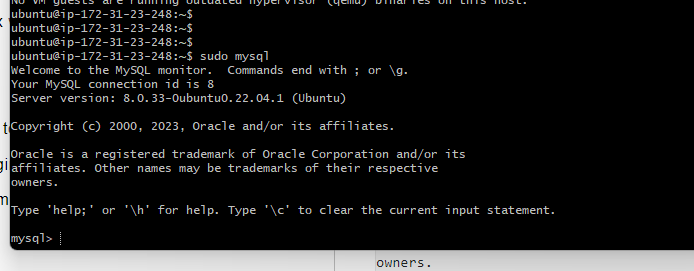 No VM guests are running outdated hypervisor (qemu) binaries on this host.
ubuntu@ip-172-31-23-248:~$
ubuntu@ip-172-31-23-248:~$
ubuntu@ip-172-31-23-248:~$
ubuntu@ip-172-31-23-248:~$ sudo mysql
Welcome to the MySQL monitor.  Commands end with ; or \g.
Your MySQL connection id is 8
Server version: 8.0.33-0ubuntu0.22.04.1 (Ubuntu)
Copyright (c) 2000, 2023, Oracle and/or its affiliates.
Oracle is a registered trademark of Oracle Corporation and/or its
affiliates. Other names may be trademarks of their respective
owners.
Type 'help;' or '\h' for help. Type '\c' to clear the current input statement.
mysql>
owners.